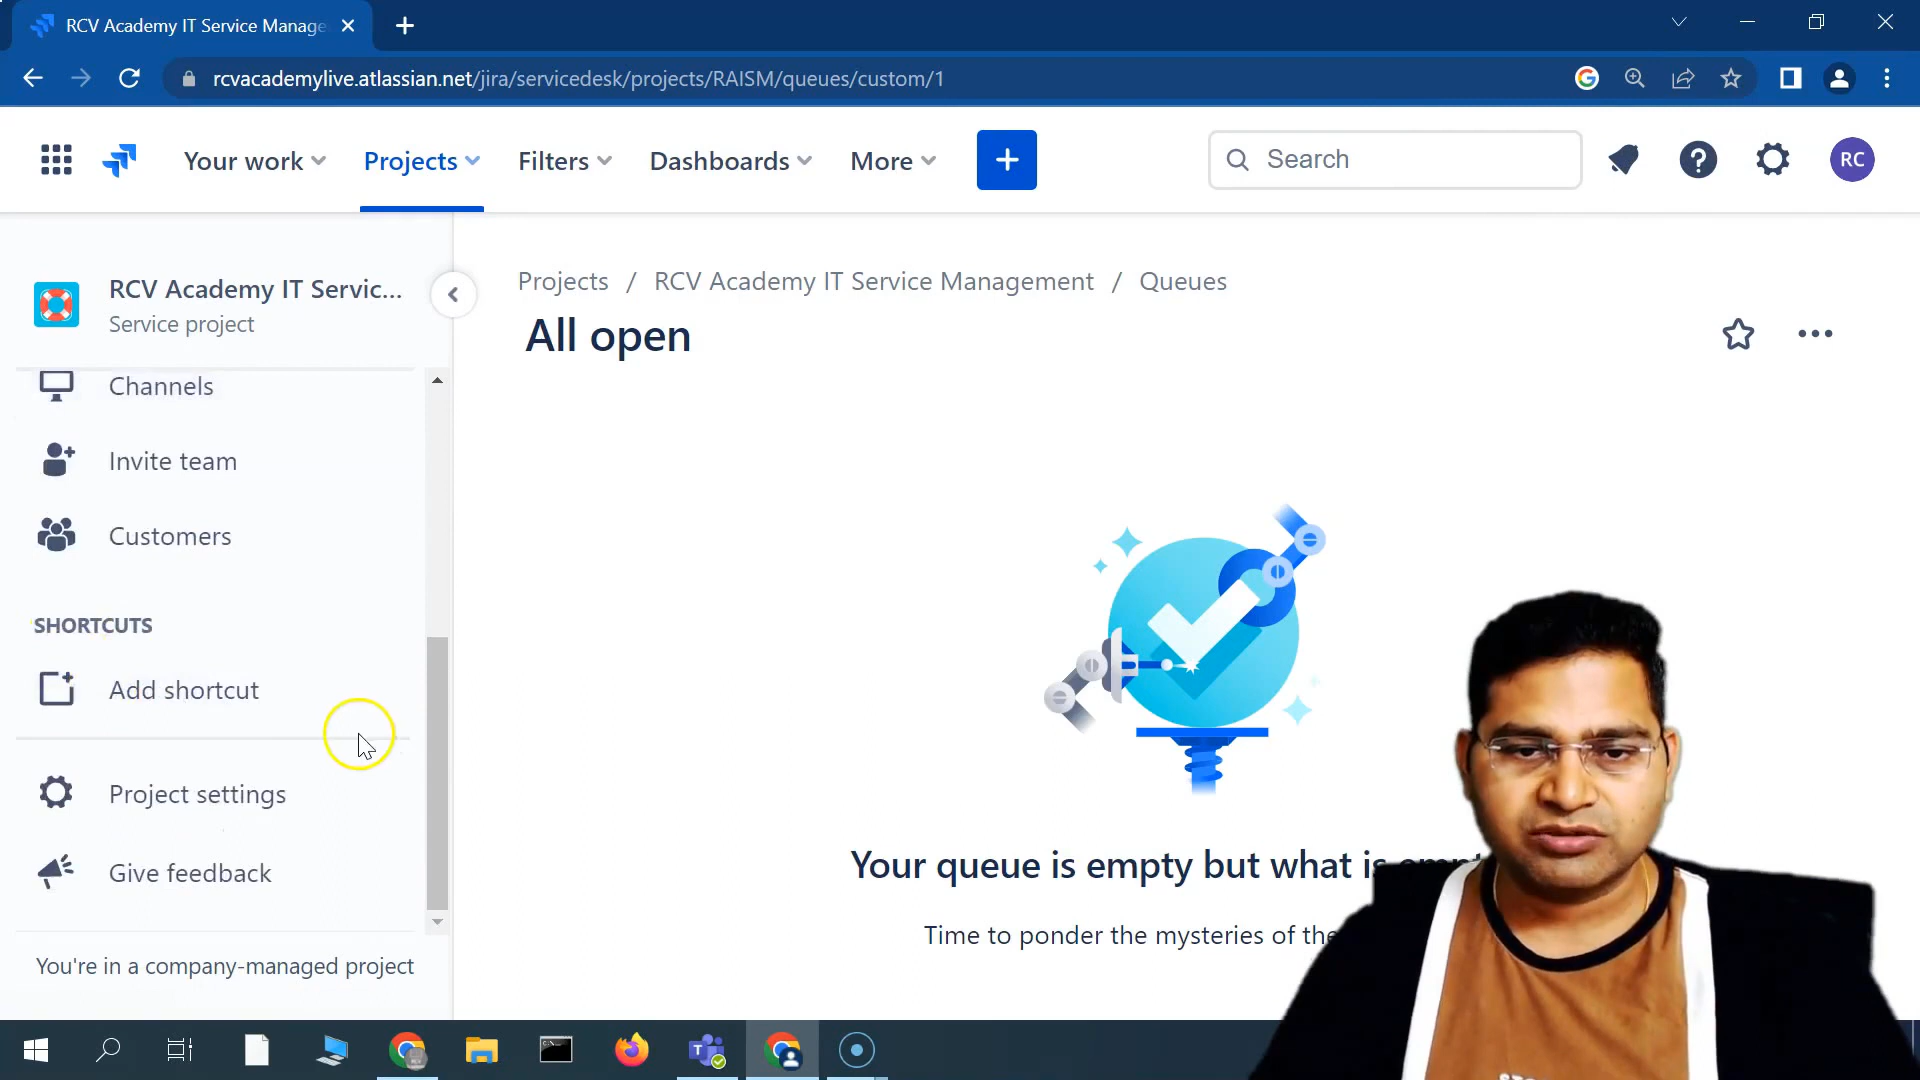 RCV Academy IT Service Manage
rcvacademylive.atlassian.net/jira/servicedesk/projects/RAISM/queues/custom/1
Your work
Projects
Filters
Dashboards
More
Search
RC
RCV Academy IT Servic...
Service project
Projects / RCV Academy IT Service Management / Queues
All open
Channels
Invite team
Customers
SHORTCUTS
Add shortcut
Project settings
Give feedback
You're in a company-managed project
Your queue is empty but what is
Time to ponder the mysteries of the